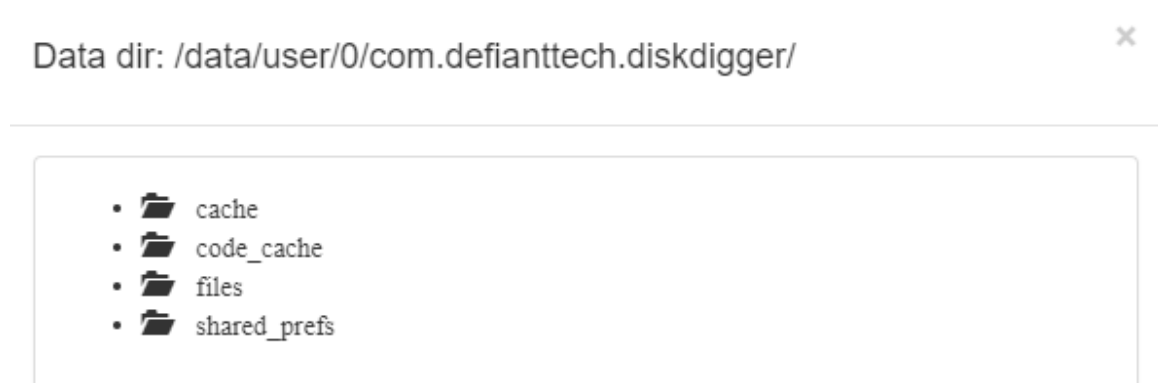 Data dir: /data/user/0/com.defianttech.diskdigger/
×
• cache
• code_cache
• files
• shared_prefs